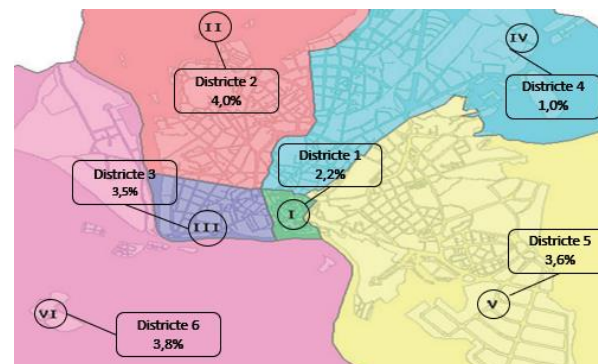 II
IV
Districte 2
4,0%
Districte 4
1,0%
Districte 1
2,2%
Districte 3
3,5%
I
III
Districte 5
3,6%
V
VI
Districte 6
3,8%